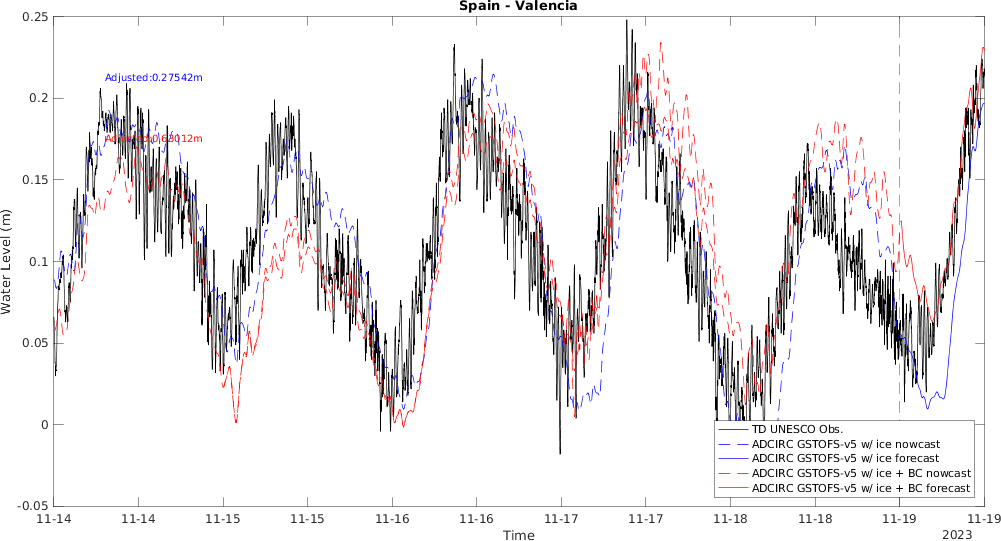 Spain - Valencia
0.25
Adjusted:0.27542m
0.2
Adjusted:0.63012m
0.15
Water Level (m)
0.1
0.05
0
TD UNESCO Obs.
ADCIRC GSTOFS-v5 w/ ice nowcast
ADCIRC GSTOFS-v5 w/ ice forecast
ADCIRC GSTOFS-v5 w/ ice + BC nowcast
ADCIRC GSTOFS-v5 w/ ice + BC forecast
-0.05
11-14 11-14 11-15 11-15 11-16 11-16 11-17 11-17 11-18 11-18 11-19 11-19
Time
2023